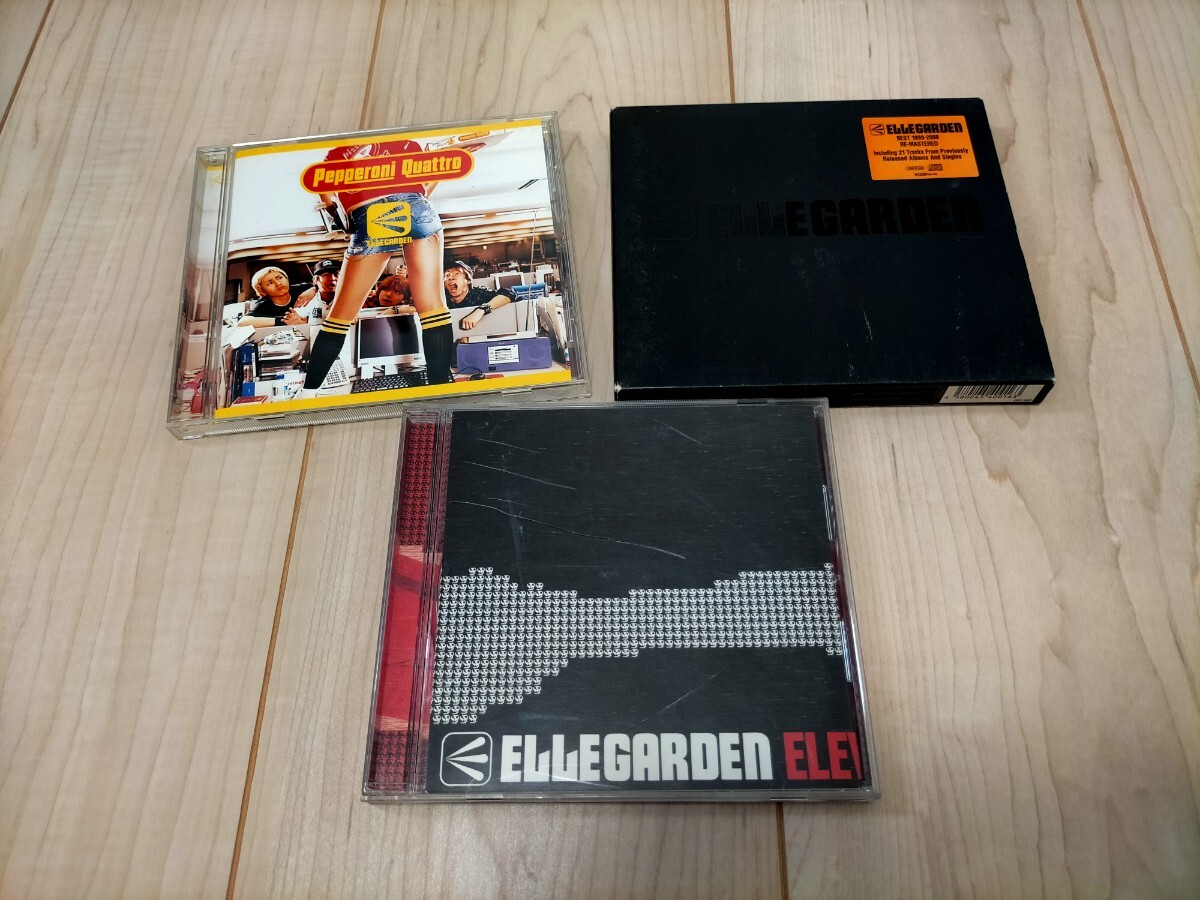 Pepperoni Quattro
ELLEGARDEN
ELLEGARDEN
BEST 1999-2008
RE-MASTERED
Including 21 Tracks From Previously
Released Albums And Singles
ELLEGARDEN
ELLEGARDEN ELEV